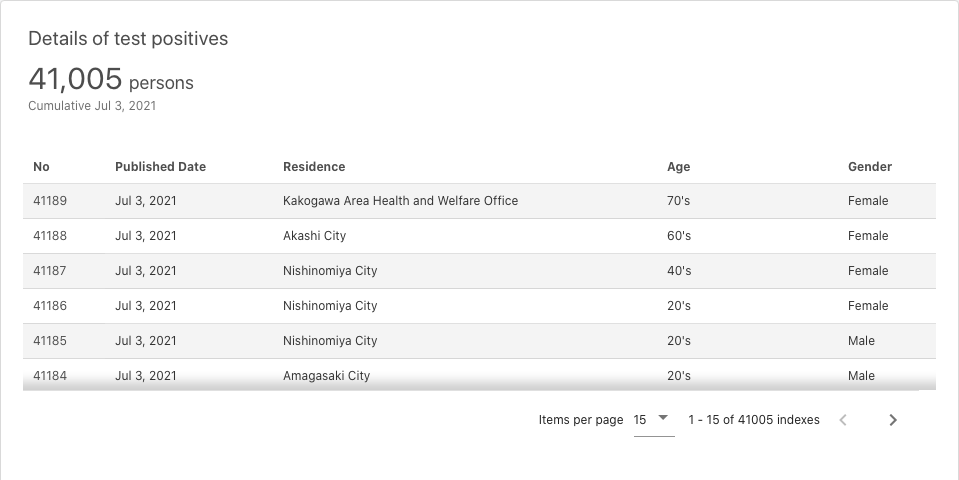 Details of test positives
41,005 persons
Cumulative Jul 3, 2021
No Published Date Residence Age Gender
41189 Jul 3, 2021 Kakogawa Area Health and Welfare Office 70's Female
41188 Jul 3, 2021 Akashi City 60's Female
41187 Jul 3, 2021 Nishinomiya City 40's Female
41186 Jul 3, 2021 Nishinomiya City 20's Female
41185 Jul 3, 2021 Nishinomiya City 20's Male
41184 Jul 3, 2021 Amagasaki City 20's Male
Items per page 15 1 - 15 of 41005 indexes